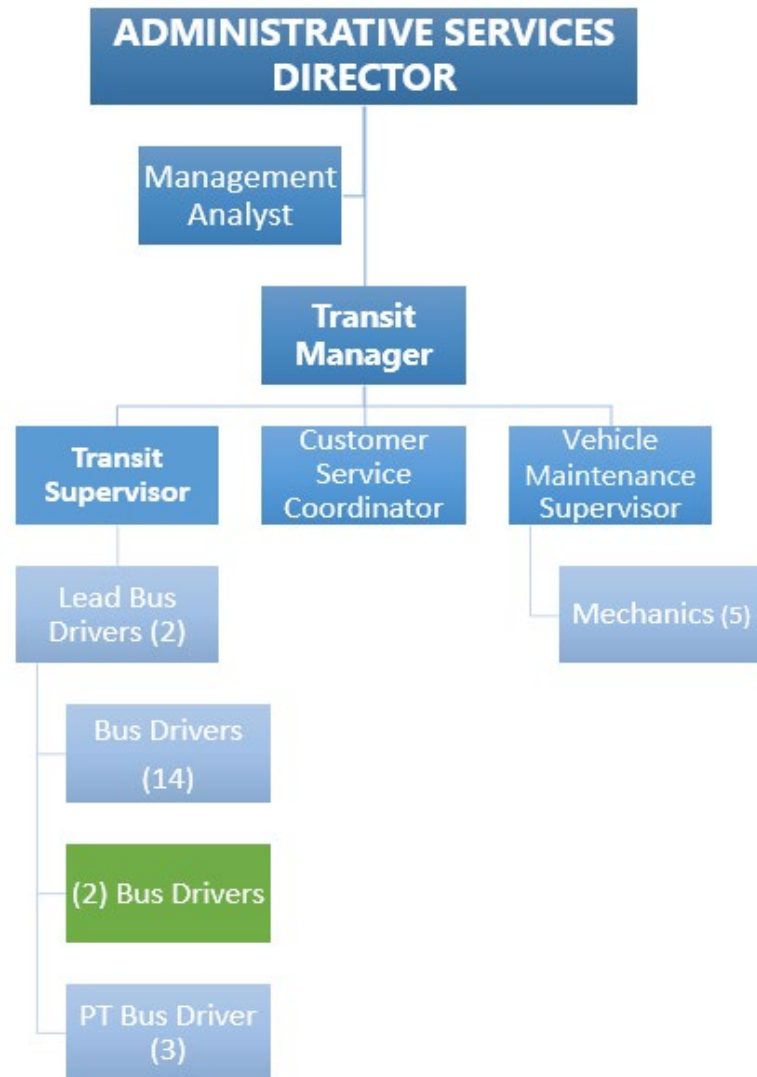 ADMINISTRATIVE SERVICES
DIRECTOR
Management
Analyst
Transit
Manager
Transit
Supervisor
Customer
Service
Coordinator
Vehicle
Maintenance
Supervisor
Lead Bus
Drivers (2)
Mechanics (5)
Bus Drivers
(14)
(2) Bus Drivers
PT Bus Driver
(3)